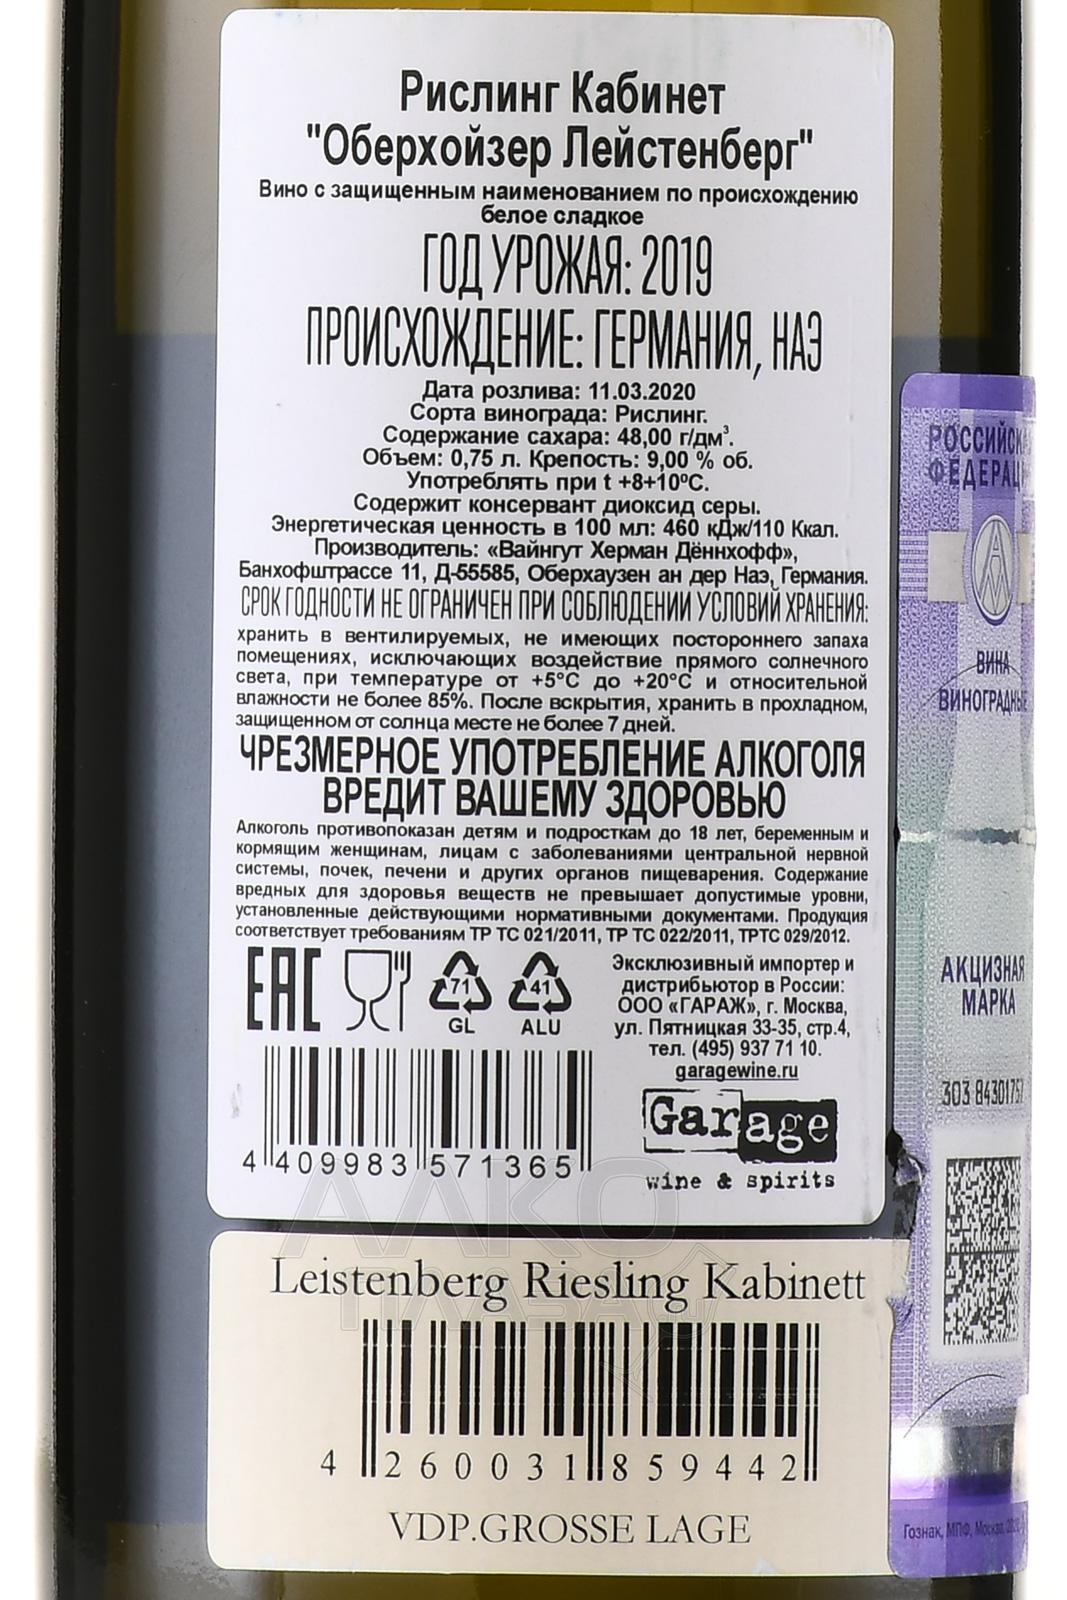 Рислинг Кабинет
"Оберхойзер Лейстенберг"
Вино с защищенным наименованием по происхождению
белое сладкое
ГОД УРОЖАЯ: 2019
ПРОИСХОЖДЕНИЕ: ГЕРМАНИЯ, НАЭ
Дата розлива: 11.03.2020
Сорта винограда: Рислинг.
Содержание сахара: 48,00 г/дм³.
Объем: 0,75 л. Крепость: 9,00 % об.
Употреблять при t +8+10ºС.
Содержит консервант диоксид серы.
Энергетическая ценность в 100 мл: 460 кДж/110 Ккал.
Производитель: «Вайнгут Херман Дённхофф»,
Банхофштрассе 11, Д-55585, Оберхаузен ан дер Наэ, Германия.
СРОК ГОДНОСТИ НЕ ОГРАНИЧЕН ПРИ СОБЛЮДЕНИИ УСЛОВИЙ ХРАНЕНИЯ:
хранить в вентилируемых, не имеющих постороннего запаха
помещениях, исключающих воздействие прямого солнечного
света, при температуре от +5°С до +20°С и относительной
влажности не более 85%. После вскрытия, хранить в прохладном,
защищенном от солнца месте не более 7 дней.
ЧРЕЗМЕРНОЕ УПОТРЕБЛЕНИЕ АЛКОГОЛЯ
ВРЕДИТ ВАШЕМУ ЗДОРОВЬЮ
Алкоголь противопоказан детям и подросткам до 18 лет, беременным и
кормящим женщинам, лицам с заболеваниями центральной нервной
системы, почек, печени и других органов пищеварения. Содержание
вредных для здоровья веществ не превышает допустимые уровни,
установленные действующими нормативными документами. Продукция
соответствует требованиям ТР ТС 021/2011, ТР ТС 022/2011, ТРТС 029/2012.
EAC
71
GL
41
ALU
Эксклюзивный импортер и
дистрибьютор в России:
ООО «ГАРАЖ», г. Москва,
ул. Пятницкая 33-35, стр.4,
тел. (495) 937 71 10.
garagewine.ru
Garage
wine & spirits
4 409983 571365
Leistenberg Riesling Kabinett
4 260031 859442
VDP.GROSSE LAGE
РОССИЙСК
ФЕДЕРАЦ
ВИНА
ВИНОГРАДНЫЕ
АКЦИЗНАЯ
МАРКА
303 84301757
Гознак, МПФ, Москва,
АЛКО
ПЛАЗА